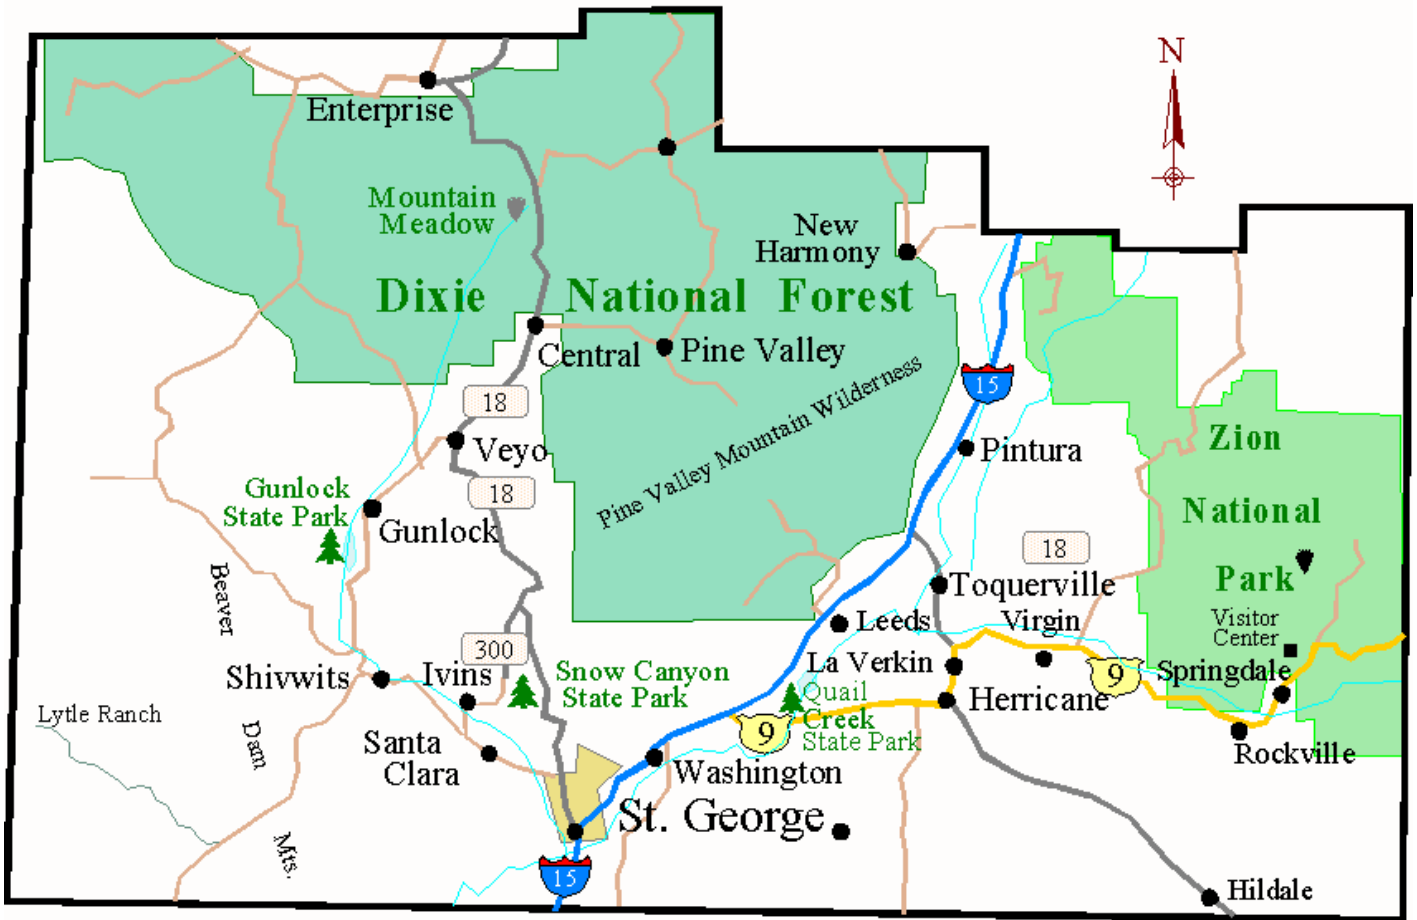 N
Enterprise
Mountain
Meadow
New
Harmony
Dixie National Forest
Central
Pine Valley
Pine Valley Mountain Wilderness
15
18
Veyo
Pintura
Zion
National
Park
18
Gunlock
State Park
Gunlock
18
Beaver
Dam
Mts.
Toquerville
Virgin
Visitor
Center
Leeds
300
La Verkin
Springdale
Shivwits
Ivins
Snow Canyon
State Park
9
Herricane
Quail
Creek
State Park
9
Lytle Ranch
Santa
Clara
Washington
Rockville
St. George
15
Hildale